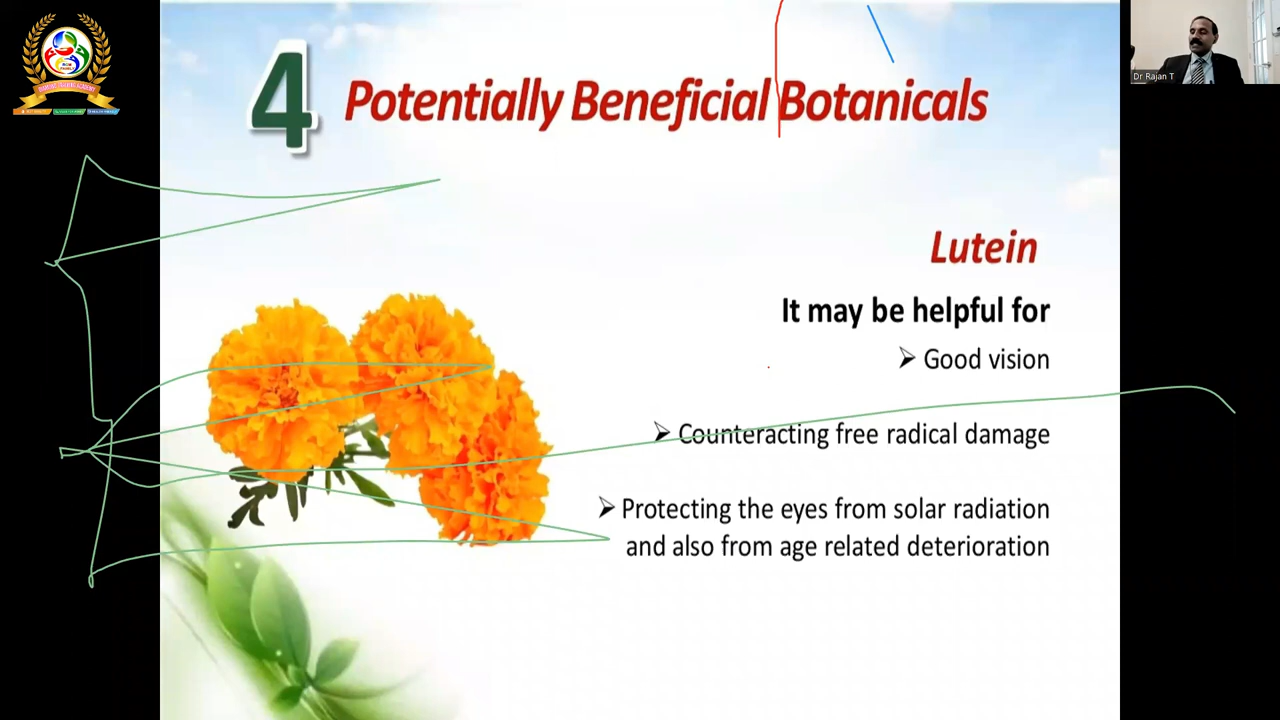 4 Potentially Beneficial Botanicals
Lutein
It may be helpful for
Good vision
Counteracting free radical damage
Protecting the eyes from solar radiation
and also from age related deterioration
Dr Rajan T